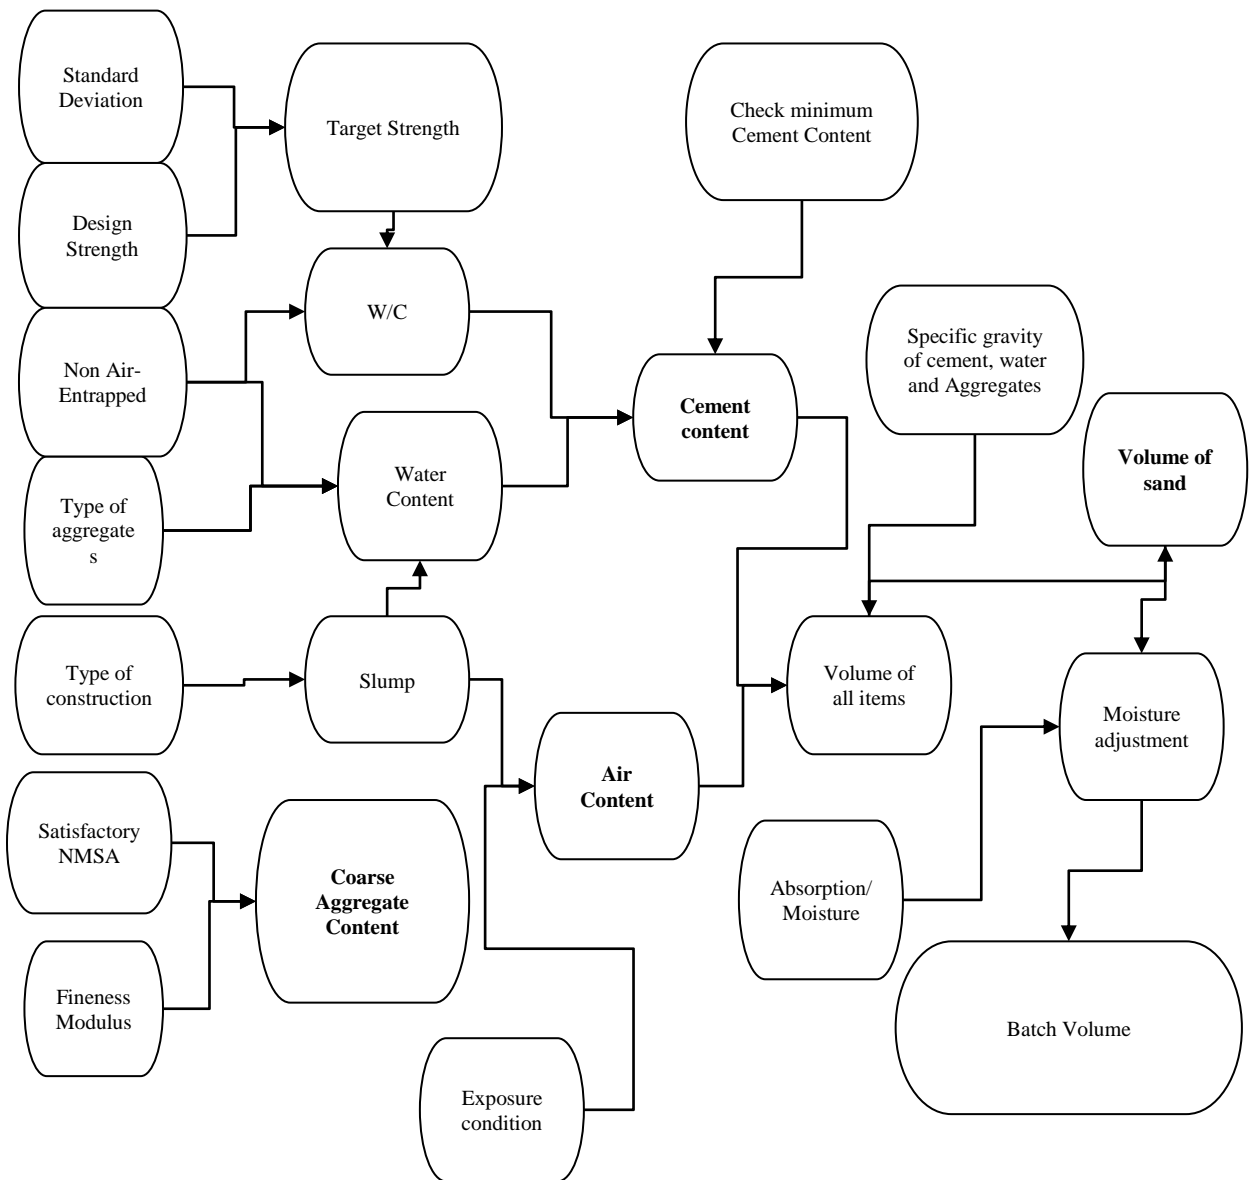 Standard
Deviation
Target Strength
Check minimum
Cement Content
Design
Strength
W/C
Non Air-
Entrapped
Specific gravity
of cement, water
and Aggregates
Cement
content
Volume of
sand
Water
Content
Type of
aggregate
s
Type of
construction
Slump
Volume of
all items
Moisture
adjustment
Air
Content
Satisfactory
NMSA
Coarse
Aggregate
Content
Absorption/
Moisture
Fineness
Modulus
Batch Volume
Exposure
condition